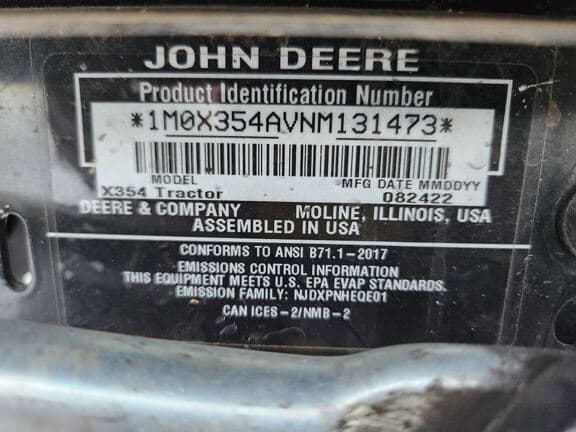 JOHN DEERE
Product Identification Number
*1M0X354AVNM131473*
MODEL MFG DATE MMDDYY
X354 Tractor 082422
DEERE & COMPANY MOLINE, ILLINOIS, USA
ASSEMBLED IN USA
CONFORMS TO ANSI B71.1-2017
EMISSIONS CONTROL INFORMATION
THIS EQUIPMENT MEETS U.S. EPA EVAP STANDARDS.
EMISSION FAMILY: NJDXPNHEQE01
CAN ICES-2/NMB-2